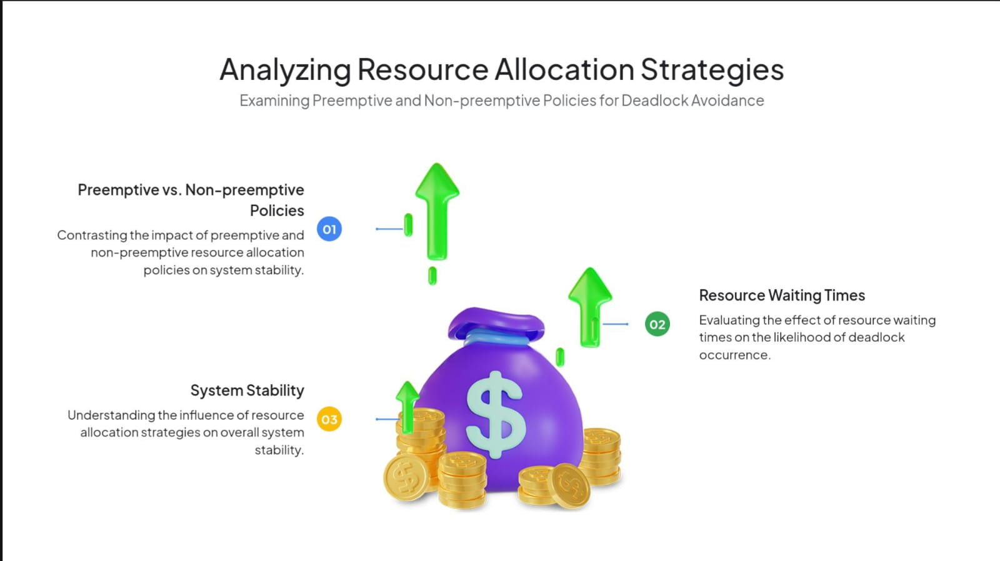 Analyzing Resource Allocation Strategies
Examining Preemptive and Non-preemptive Policies for Deadlock Avoidance
Preemptive vs. Non-preemptive
Policies
Contrasting the impact of preemptive and
non-preemptive resource allocation
policies on system stability.
01
Resource Waiting Times
Evaluating the effect of resource waiting
times on the likelihood of deadlock
occurrence.
02
System Stability
Understanding the influence of resource
allocation strategies on overall system
stability.
03
$